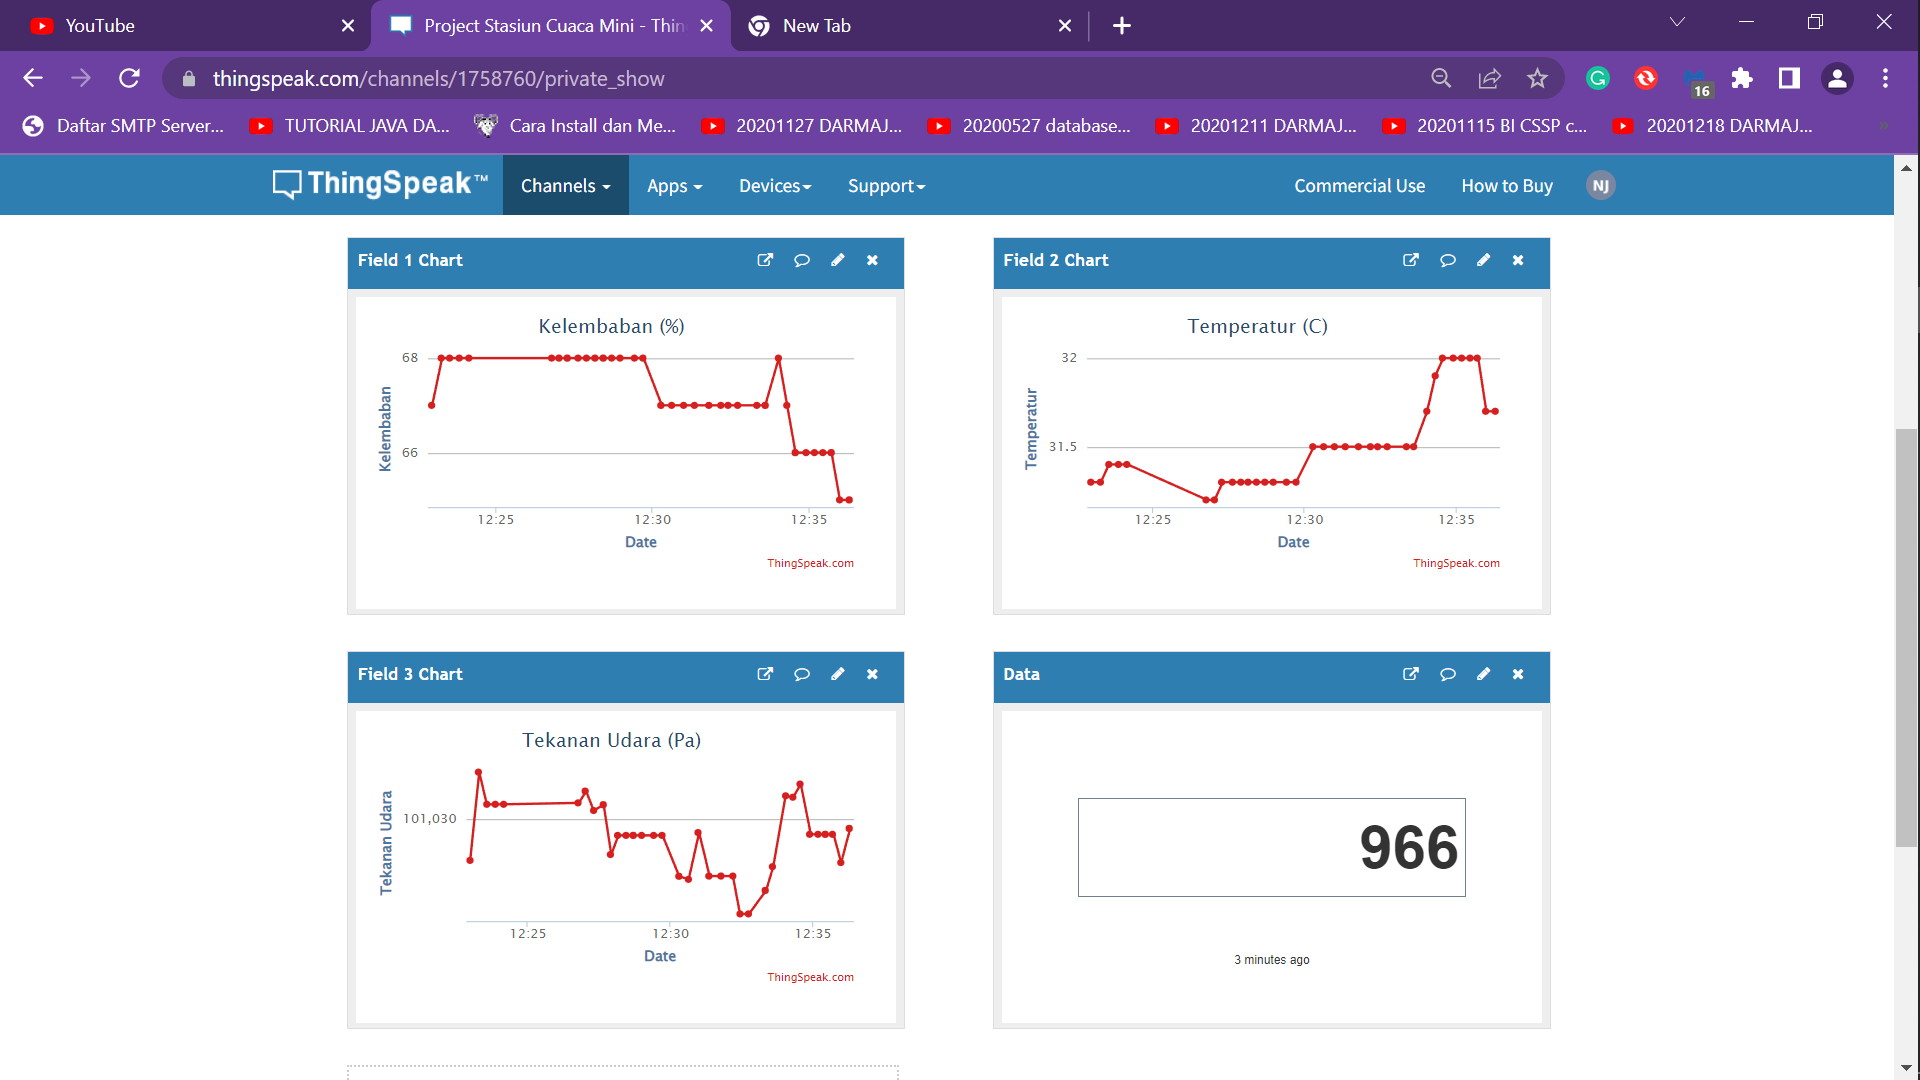 YouTube
Project Stasiun Cuaca Mini - Thin
New Tab
thingspeak.com/channels/1758760/private_show
16
Daftar SMTP Server...
TUTORIAL JAVA DA...
Cara Install dan Me...
20201127 DARMAJ...
20200527 database...
20201211 DARMAJ...
20201115 BI CSSP c...
20201218 DARMAJ...
ThingSpeak™
Channels
Apps
Devices
Support
Commercial Use
How to Buy
NJ
Field 1 Chart
Kelembaban (%)
68
66
Kelembaban
12:25
12:30
12:35
Date
ThingSpeak.com
Field 2 Chart
Temperatur (C)
32
31.5
Temperatur
12:25
12:30
12:35
Date
ThingSpeak.com
Field 3 Chart
Tekanan Udara (Pa)
101,030
Tekanan Udara
12:25
12:30
12:35
Date
ThingSpeak.com
Data
966
3 minutes ago